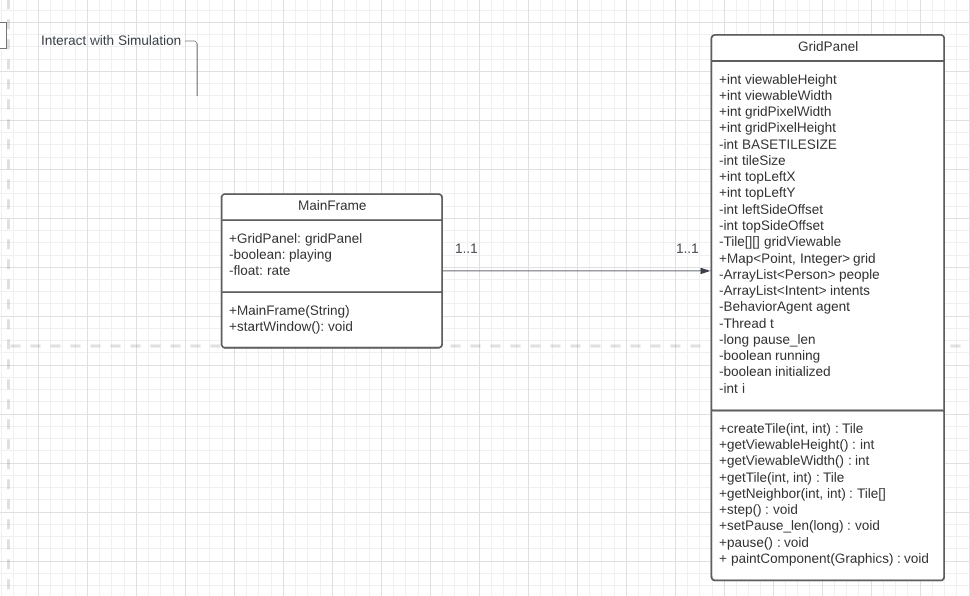 Interact with Simulation
MainFrame
+GridPanel: gridPanel
-boolean: playing
-float: rate
+MainFrame(String)
+startWindow(): void
1..1
1..1
GridPanel
+int viewableHeight
+int viewableWidth
+int gridPixelWidth
+int gridPixelHeight
-int BASETILESIZE
-int tileSize
+int topLeftX
+int topLeftY
-int leftSideOffset
-int topSideOffset
-Tile[][] gridViewable
+Map<Point, Integer> grid
-ArrayList<Person> people
-ArrayList<Intent> intents
-BehaviorAgent agent
-Thread t
-long pause_len
-boolean running
-boolean initialized
-int i
+createTile(int, int) : Tile
+getViewableHeight() : int
+getViewableWidth() : int
+getTile(int, int) : Tile
+getNeighbor(int, int) : Tile[]
+step() : void
+setPause_len(long) : void
+pause() : void
+ paintComponent(Graphics) : void